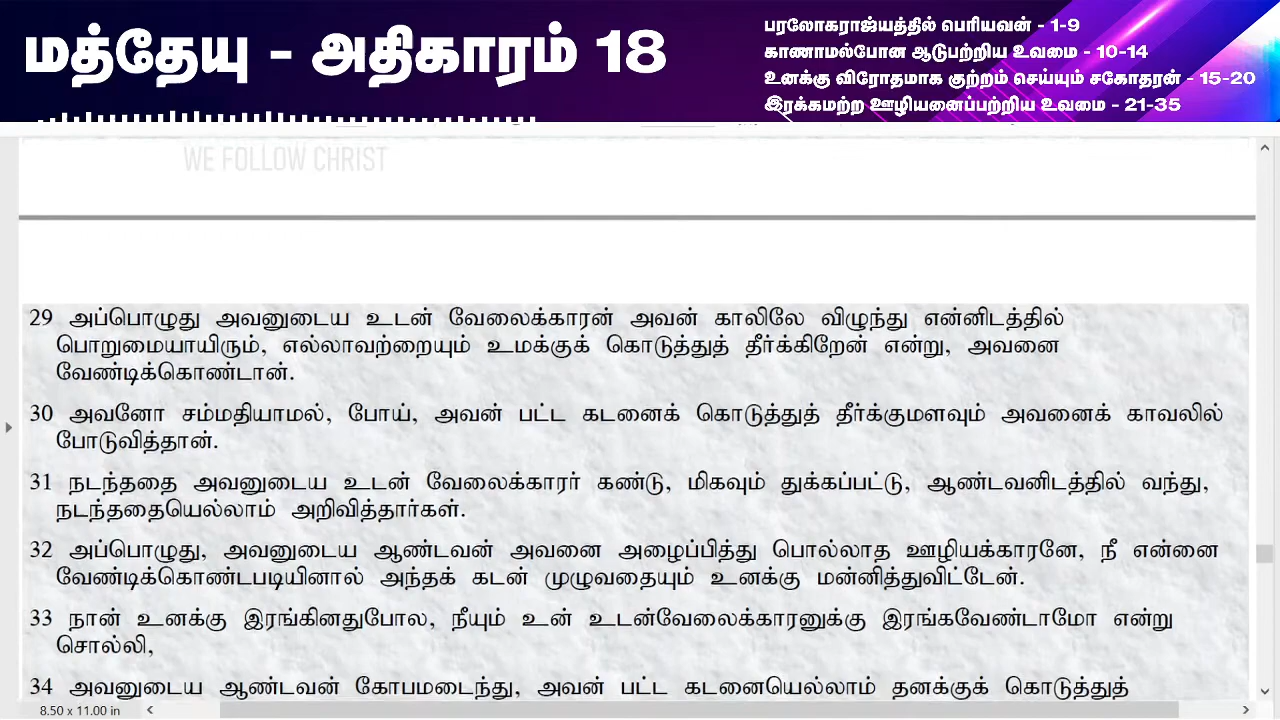 மத்தேயு - அதிகாரம் 18
பரலோகராஜ்யத்தில் பெரியவன் - 1-9
காணாமல்போன ஆடுபற்றிய உவமை - 10-14
உனக்கு விரோதமாக குற்றம் செய்யும் சகோதரன் - 15-20
இரக்கமற்ற ஊழியனைப்பற்றிய உவமை - 21-35
WE FOLLOW CHRIST
29 அப்பொழுது அவனுடைய உடன் வேலைக்காரன் அவன் காலிலே விழுந்து என்னிடத்தில்
பொறுமையாயிரும், எல்லாவற்றையும் உமக்குக் கொடுத்துத் தீர்க்கிறேன் என்று, அவனை
வேண்டிக்கொண்டான்.
30 அவனோ சம்மதியாமல், போய், அவன் பட்ட கடனைக் கொடுத்துத் தீர்க்குமளவும் அவனைக் காவலில்
போடுவித்தான்.
31 நடந்ததை அவனுடைய உடன் வேலைக்காரர் கண்டு, மிகவும் துக்கப்பட்டு, ஆண்டவனிடத்தில் வந்து,
நடந்ததையெல்லாம் அறிவித்தார்கள்.
32 அப்பொழுது, அவனுடைய ஆண்டவன் அவனை அழைப்பித்து பொல்லாத ஊழியக்காரனே, நீ என்னை
வேண்டிக்கொண்டபடியினால் அந்தக் கடன் முழுவதையும் உனக்கு மன்னித்துவிட்டேன்.
33 நான் உனக்கு இரங்கினதுபோல, நீயும் உன் உடன்வேலைக்காரனுக்கு இரங்கவேண்டாமோ என்று
சொல்லி,
34 அவனுடைய ஆண்டவன் கோபமடைந்து, அவன் பட்ட கடனையெல்லாம் தனக்குக் கொடுத்துத்
8.50 x 11.00 in